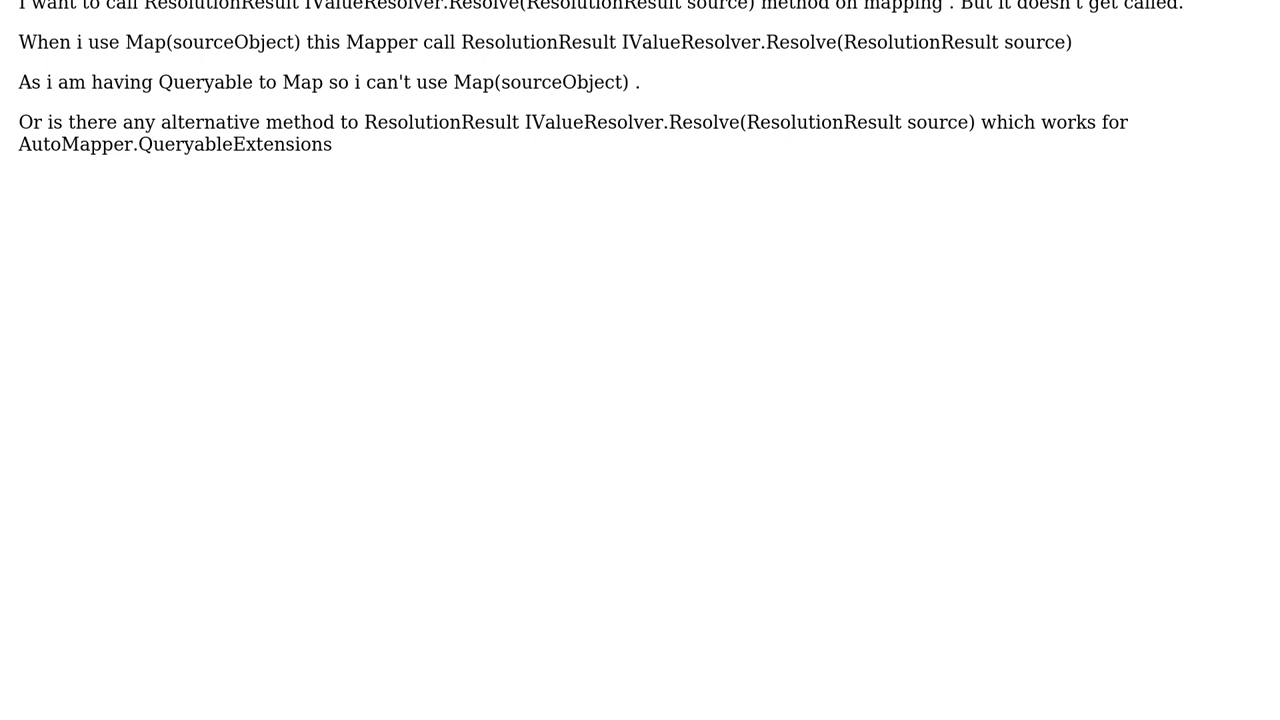 I want to call ResolutionResult IValueResolver.Resolve(ResolutionResult source) method on mapping . But it doesn't get called.
When i use Map(sourceObject) this Mapper call ResolutionResult IValueResolver.Resolve(ResolutionResult source)
As i am having Queryable to Map so i can't use Map(sourceObject) .
Or is there any alternative method to ResolutionResult IValueResolver.Resolve(ResolutionResult source) which works for
AutoMapper.QueryableExtensions